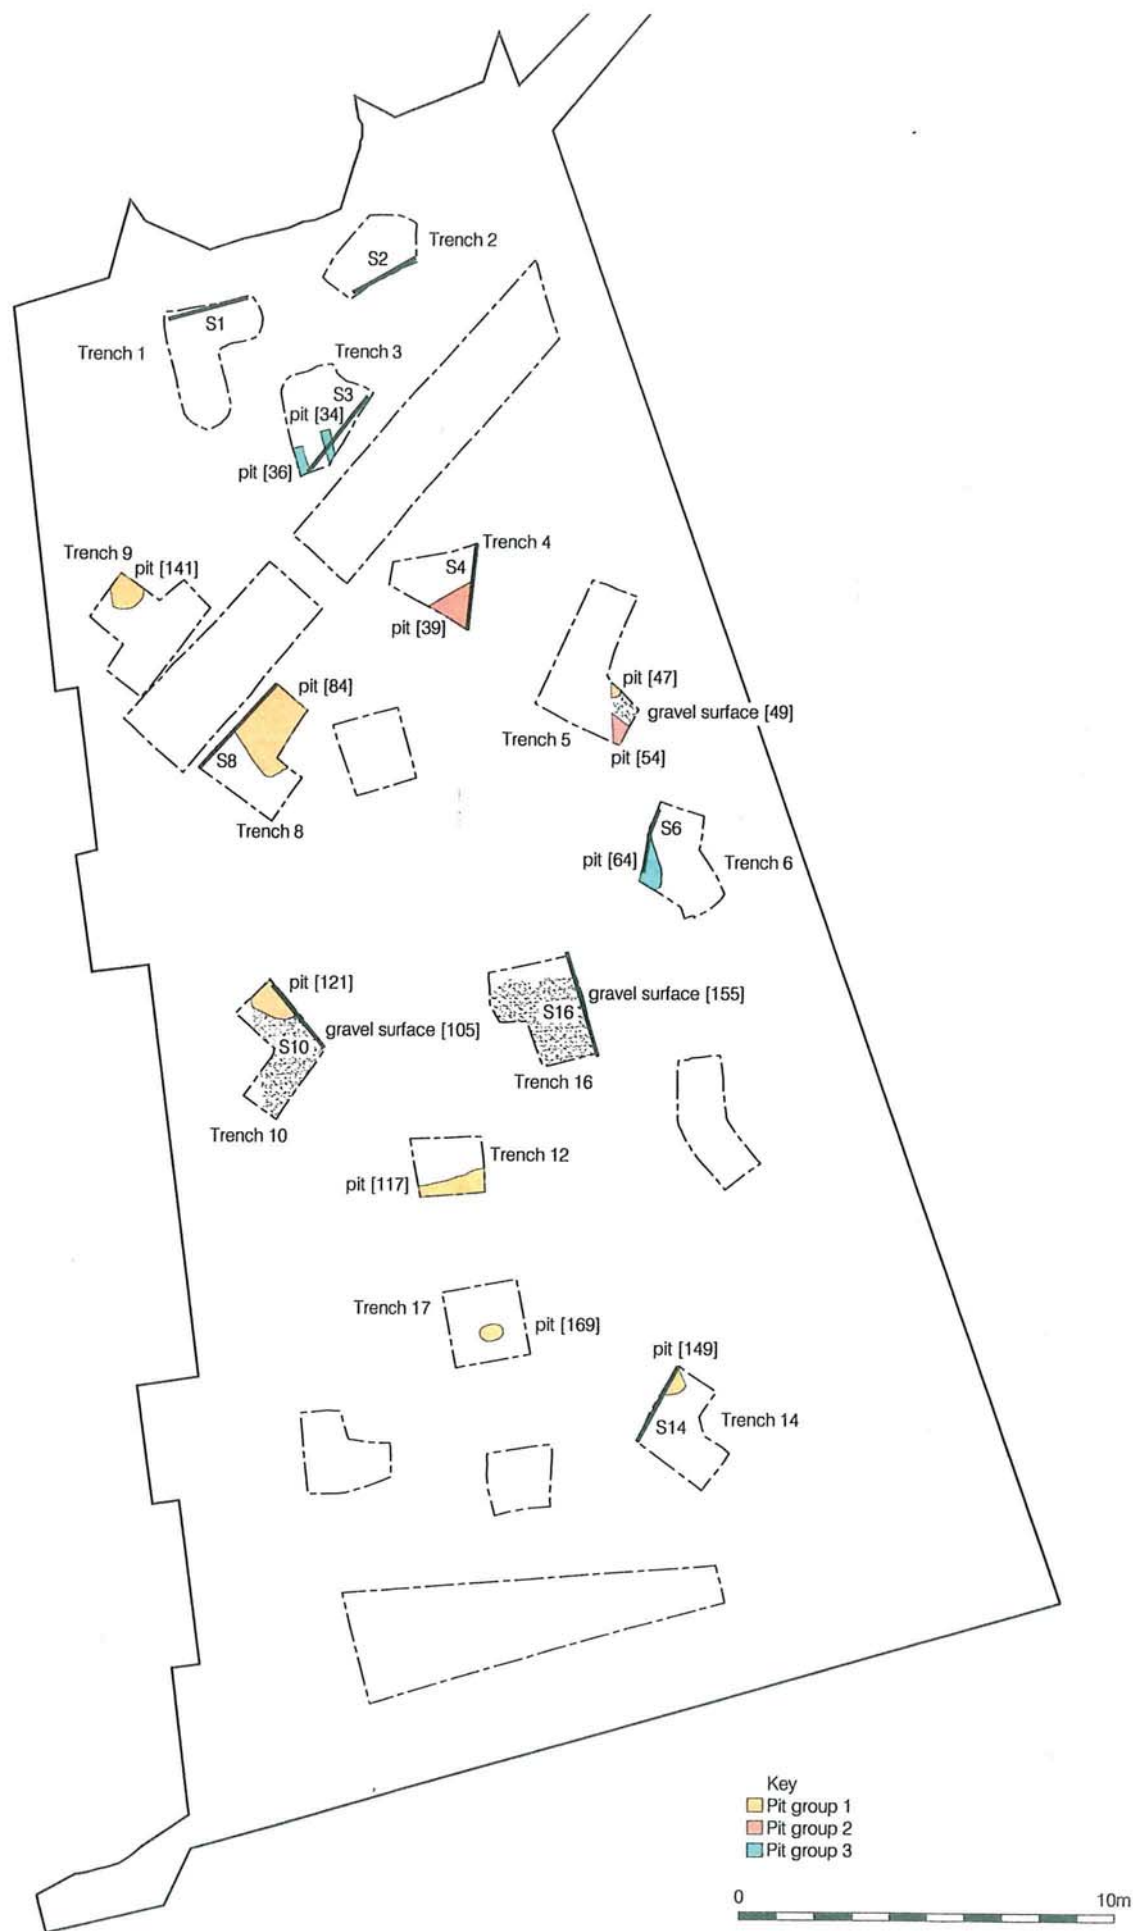 Trench 2
S2
S1
Trench 1
Trench 3
S3
pit [34]
pit [36]
Trench 9
pit [141]
Trench 4
S4
pit [39]
pit [84]
pit [47]
gravel surface [49]
Trench 5
pit [54]
S8
Trench 8
S6
pit [64]
Trench 6
pit [121]
gravel surface [155]
S16
gravel surface [105]
S10
Trench 16
Trench 10
Trench 12
pit [117]
Trench 17
pit [169]
pit [149]
S14
Trench 14
Key
Pit group 1
Pit group 2
Pit group 3
0
10m